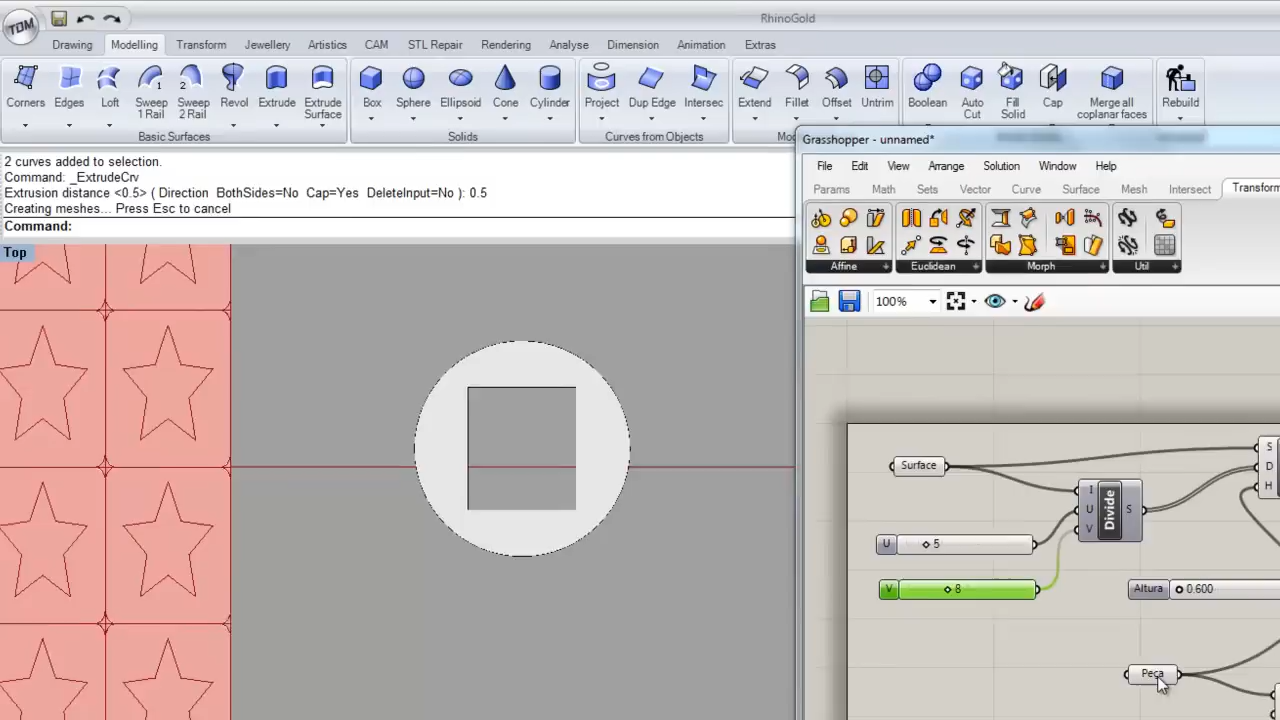 TDM
RhinoGold
Drawing Modelling Transform Jewellery Artistics CAM STL Repair Rendering Analyse Dimension Animation Extras
Corners Edges Loft Sweep 1 Rail Sweep 2 Rail Revol Extrude Extrude Surface Box Sphere Ellipsoid Cone Cylinder Project Dup Edge Intersec Extend Fillet Offset Untrim Boolean Auto Cut Fill Solid Cap Merge all coplanar faces Rebuild
Basic Surfaces Solids Curves from Objects
2 curves added to selection.
Command: _ExtrudeCrv
Extrusion distance <0.5> ( Direction BothSides=No Cap=Yes DeleteInput=No ): 0.5
Creating meshes... Press Esc to cancel
Command:
Top
Grasshopper - unnamed*
File Edit View Arrange Solution Window Help
Params Math Sets Vector Curve Surface Mesh Intersect Transform
Affine Euclidean Morph Util
100%
Surface
S
D
H
I
U
V
Divide
S
U 5
V 8
Altura 0.600
Peça